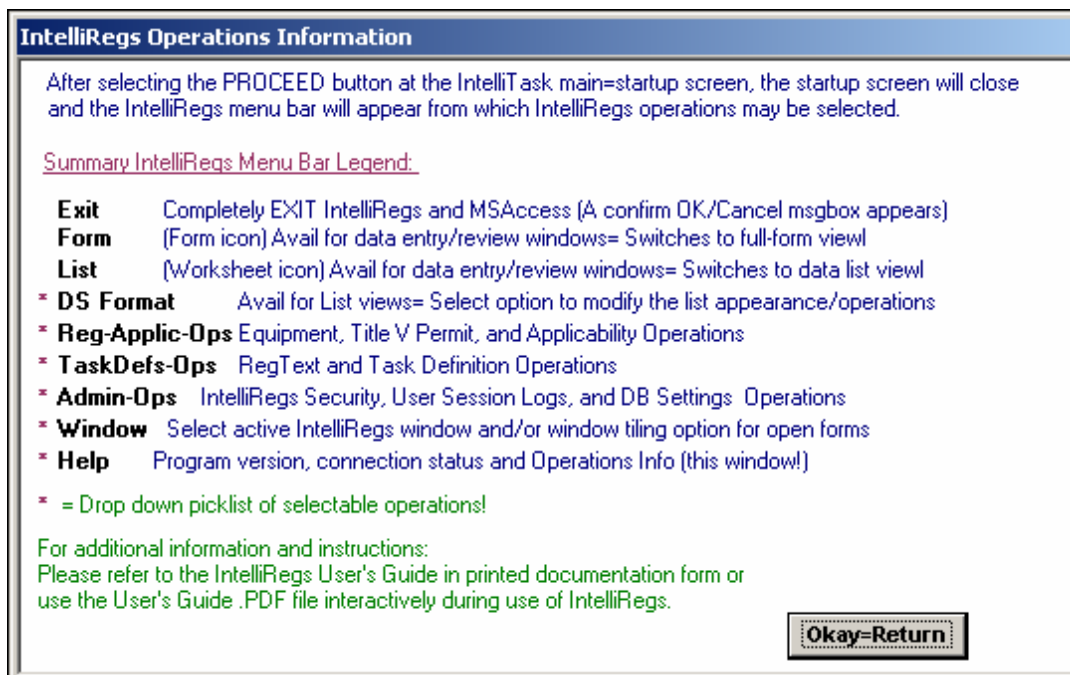 IntelliRegs Operations Information
After selecting the PROCEED button at the IntelliTask main=startup screen, the startup screen will close
and the IntelliRegs menu bar will appear from which IntelliRegs operations may be selected.
Summary IntelliRegs Menu Bar Legend:
Exit Completely EXIT IntelliRegs and MSAccess (A confirm OK/Cancel msgbox appears)
Form (Form icon) Avail for data entry/review windows= Switches to full-form viewl
List (Worksheet icon) Avail for data entry/review windows= Switches to data list viewl
* DS Format Avail for List views= Select option to modify the list appearance/operations
* Reg-Applic-Ops Equipment, Title V Permit, and Applicability Operations
* TaskDefs-Ops RegText and Task Definition Operations
* Admin-Ops IntelliRegs Security, User Session Logs, and DB Settings Operations
* Window Select active IntelliRegs window and/or window tiling option for open forms
* Help Program version, connection status and Operations Info (this window!)
* = Drop down picklist of selectable operations!
For additional information and instructions:
Please refer to the IntelliRegs User's Guide in printed documentation form or
use the User's Guide .PDF file interactively during use of IntelliRegs.
Okay=Return